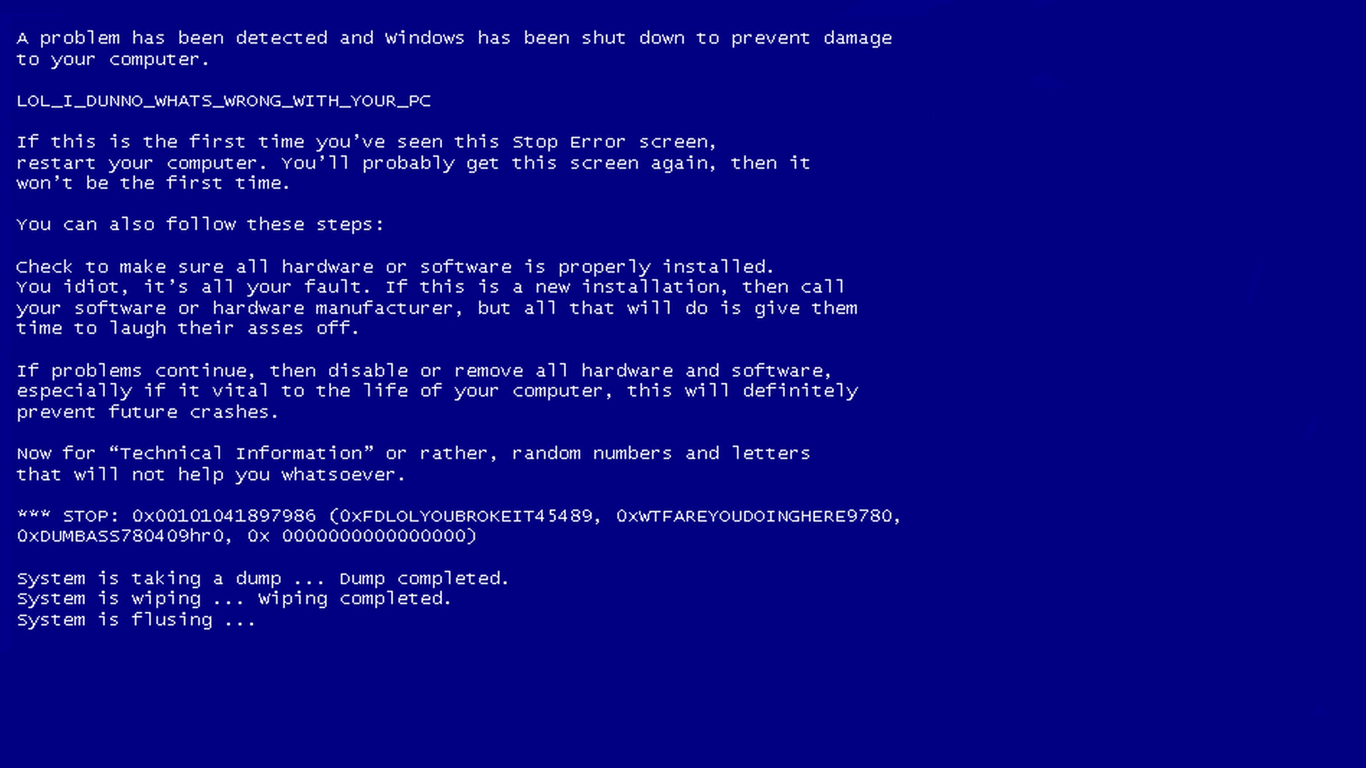 A problem has been detected and Windows has been shut down to prevent damage
to your computer.
LOL_I_DUNNO_WHATS_WRONG_WITH_YOUR_PC
If this is the first time you’ve seen this Stop Error screen,
restart your computer. You’ll probably get this screen again, then it
won’t be the first time.
You can also follow these steps:
Check to make sure all hardware or software is properly installed.
You idiot, it’s all your fault. If this is a new installation, then call
your software or hardware manufacturer, but all that will do is give them
time to laugh their asses off.
If problems continue, then disable or remove all hardware and software,
especially if it vital to the life of your computer, this will definitely
prevent future crashes.
Now for “Technical Information” or rather, random numbers and letters
that will not help you whatsoever.
*** STOP: 0x00101041897986 (0xFDLOLYOUBROKEIT45489, 0xWTFAREYOUDOINGHERE9780,
0xDUMBASS780409hr0, 0x 0000000000000000)
System is taking a dump ... Dump completed.
System is wiping ... Wiping completed.
System is flusing ...